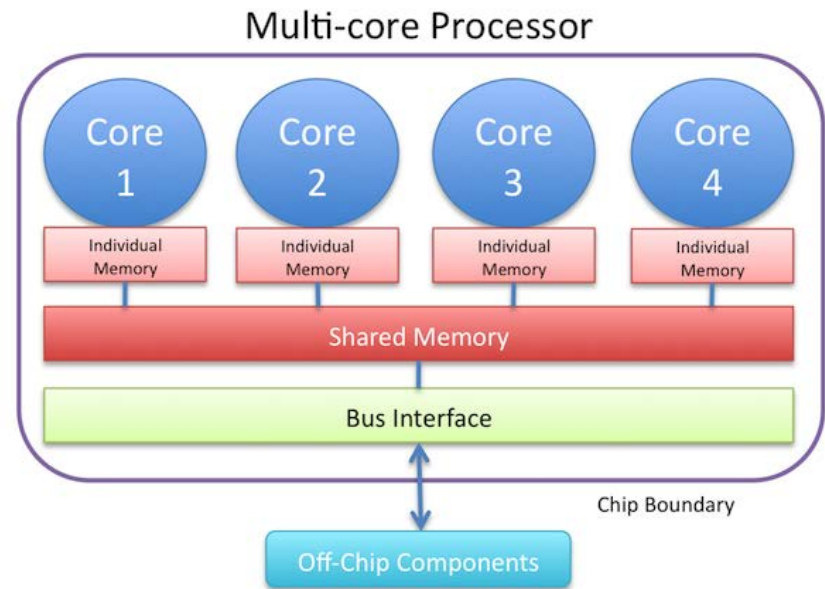 Multi-core Processor
Core Core Core Core
1 2 3 4
Individual Individual Individual Individual
Memory Memory Memory Memory
Shared Memory
Bus Interface
Chip Boundary
Off-Chip Components